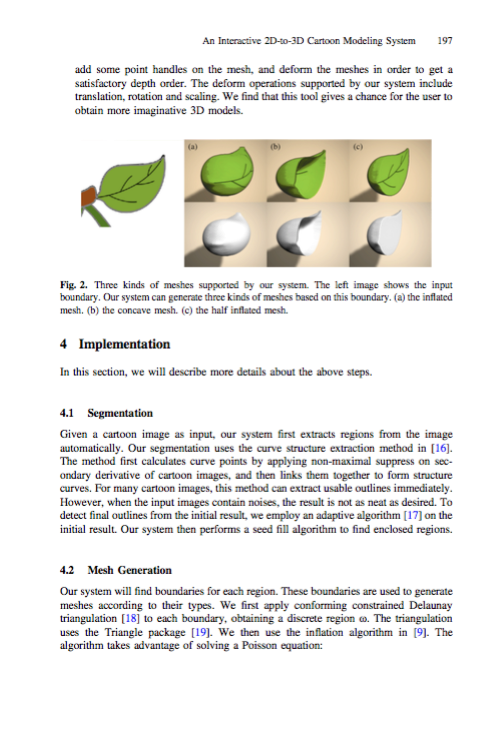 An Interactive 2D-to-3D Cartoon Modeling System 197
add some point handles on the mesh, and deform the meshes in order to get a
satisfactory depth order. The deform operations supported by our system include
translation, rotation and scaling. We find that this tool gives a chance for the user to
obtain more imaginative 3D models.
(a) (b) (c)
Fig. 2. Three kinds of meshes supported by our system. The left image shows the input
boundary. Our system can generate three kinds of meshes based on this boundary. (a) the inflated
mesh. (b) the concave mesh. (c) the half inflated mesh.
4 Implementation
In this section, we will describe more details about the above steps.
4.1 Segmentation
Given a cartoon image as input, our system first extracts regions from the image
automatically. Our segmentation uses the curve structure extraction method in [16].
The method first calculates curve points by applying non-maximal suppress on sec-
ondary derivative of cartoon images, and then links them together to form structure
curves. For many cartoon images, this method can extract usable outlines immediately.
However, when the input images contain noises, the result is not as neat as desired. To
detect final outlines from the initial result, we employ an adaptive algorithm [17] on the
initial result. Our system then performs a seed fill algorithm to find enclosed regions.
4.2 Mesh Generation
Our system will find boundaries for each region. These boundaries are used to generate
meshes according to their types. We first apply conforming constrained Delaunay
triangulation [18] to each boundary, obtaining a discrete region ω. The triangulation
uses the Triangle package [19]. We then use the inflation algorithm in [9]. The
algorithm takes advantage of solving a Poisson equation: